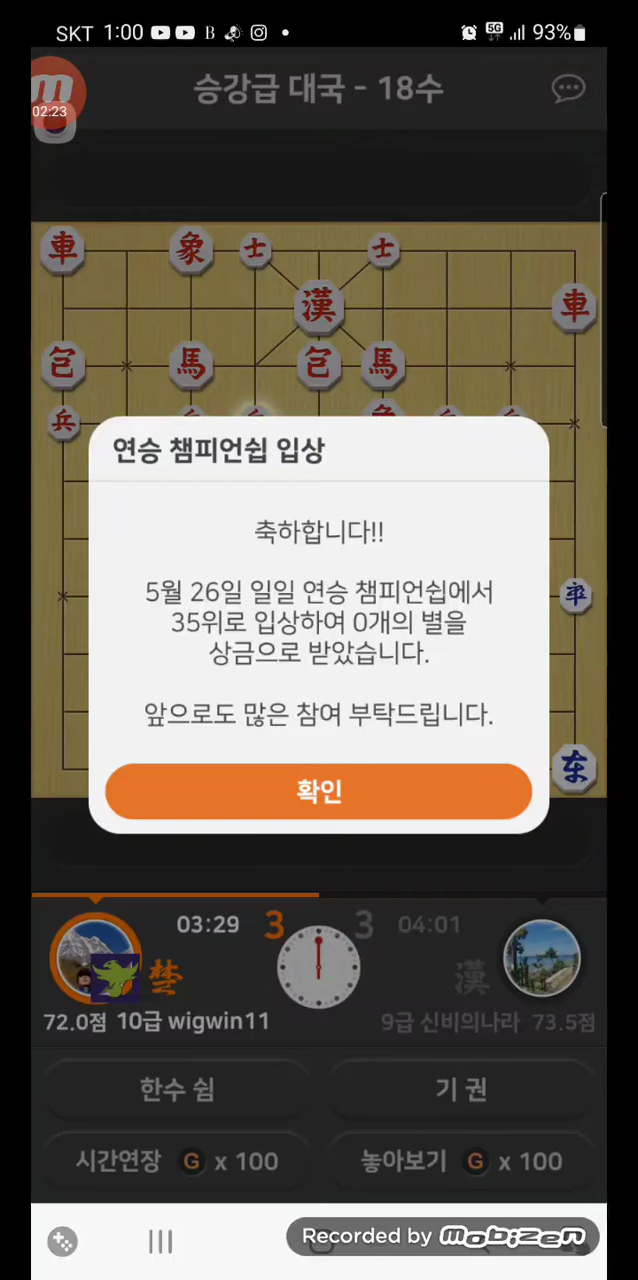 SKT 1:00 B 5G 93%
02:23
승강급 대국 - 18수
車 象 士 士
漢 車
包 馬 包 馬
兵
연승 챔피언쉽 입상
축하합니다!!
5월 26일 일일 연승 챔피언쉽에서
35위로 입상하여 0개의 별을
상금으로 받았습니다.
앞으로도 많은 참여 부탁드립니다.
확인
卒
车
03:29 3 3 04:01
楚 漢
72.0점 10급 wigwin11 9급 신비의나라 73.5점
한수 쉼 기 권
시간연장 G x 100 놓아보기 G x 100
Recorded by mobizen